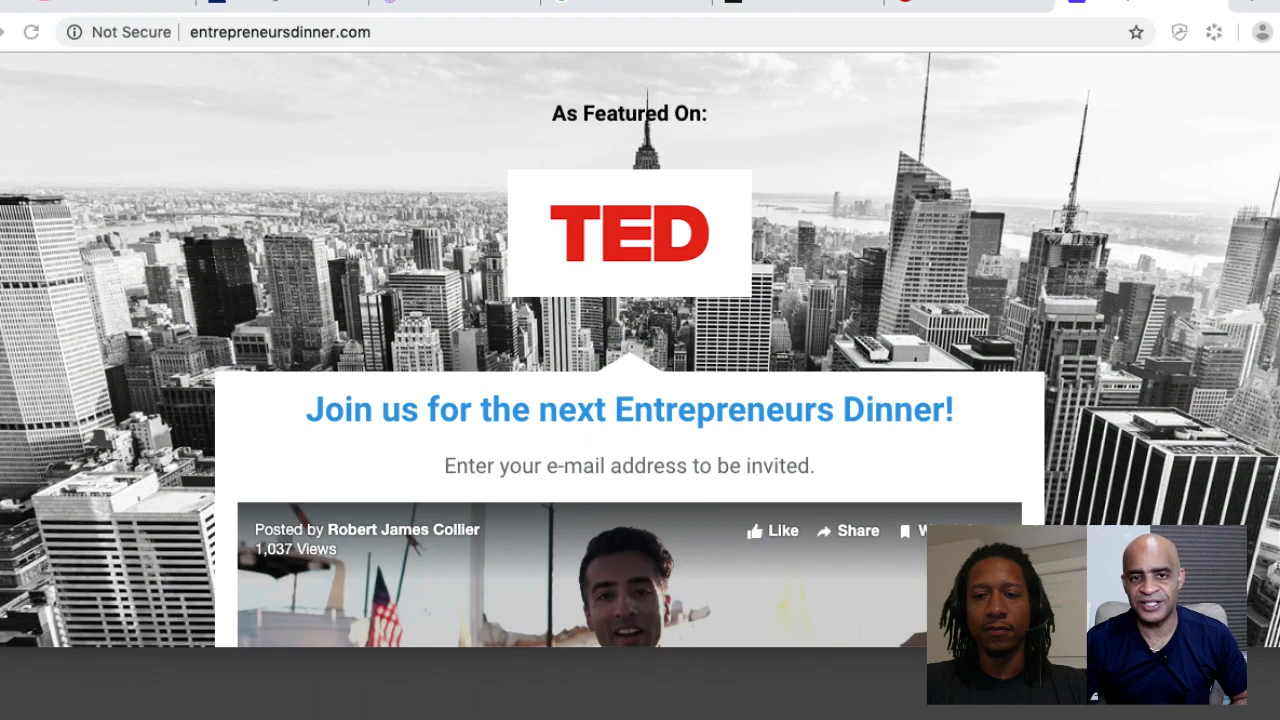 Not Secure entrepreneursdinner.com
As Featured On:
TED
Join us for the next Entrepreneurs Dinner!
Enter your e-mail address to be invited.
Posted by Robert James Collier
1,037 Views
Like Share